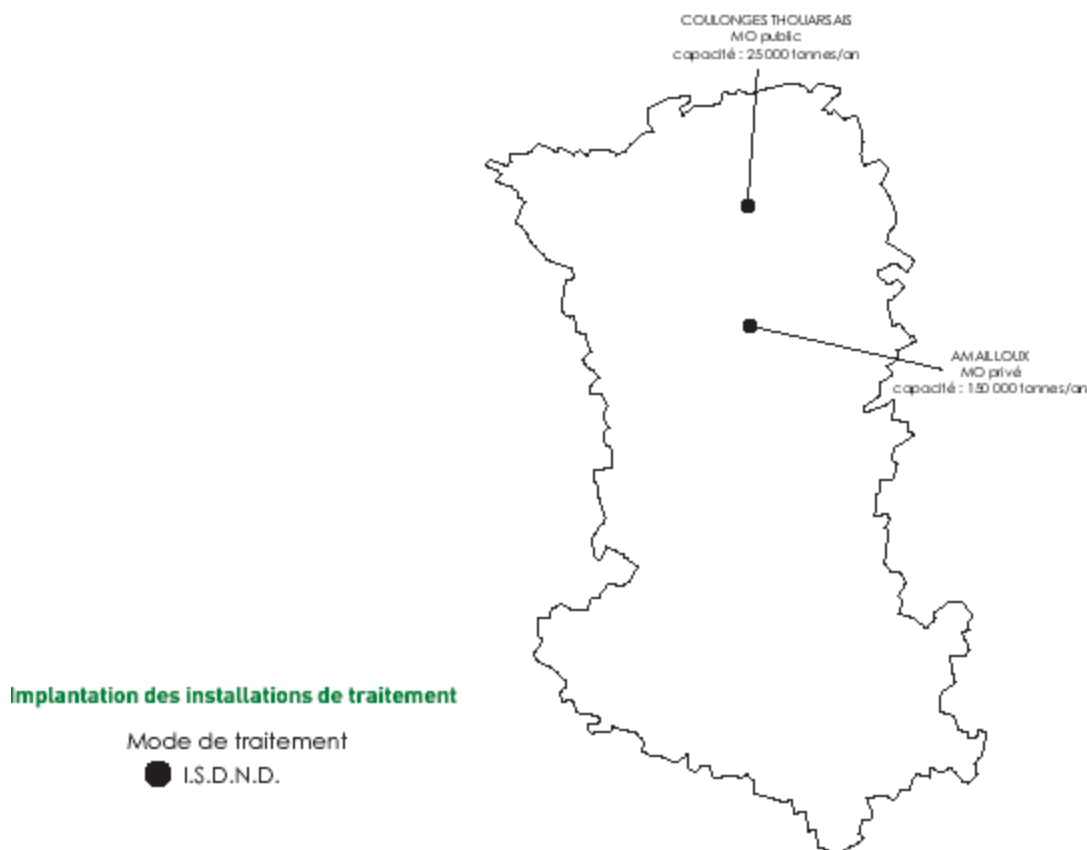 COULONGES THOUARSAIS
MO public
capacité : 25 000 tonnes/an
AMAILLOUX
MO privé
capacité : 150 000 tonnes/an
Implantation des installations de traitement
Mode de traitement
I.S.D.N.D.